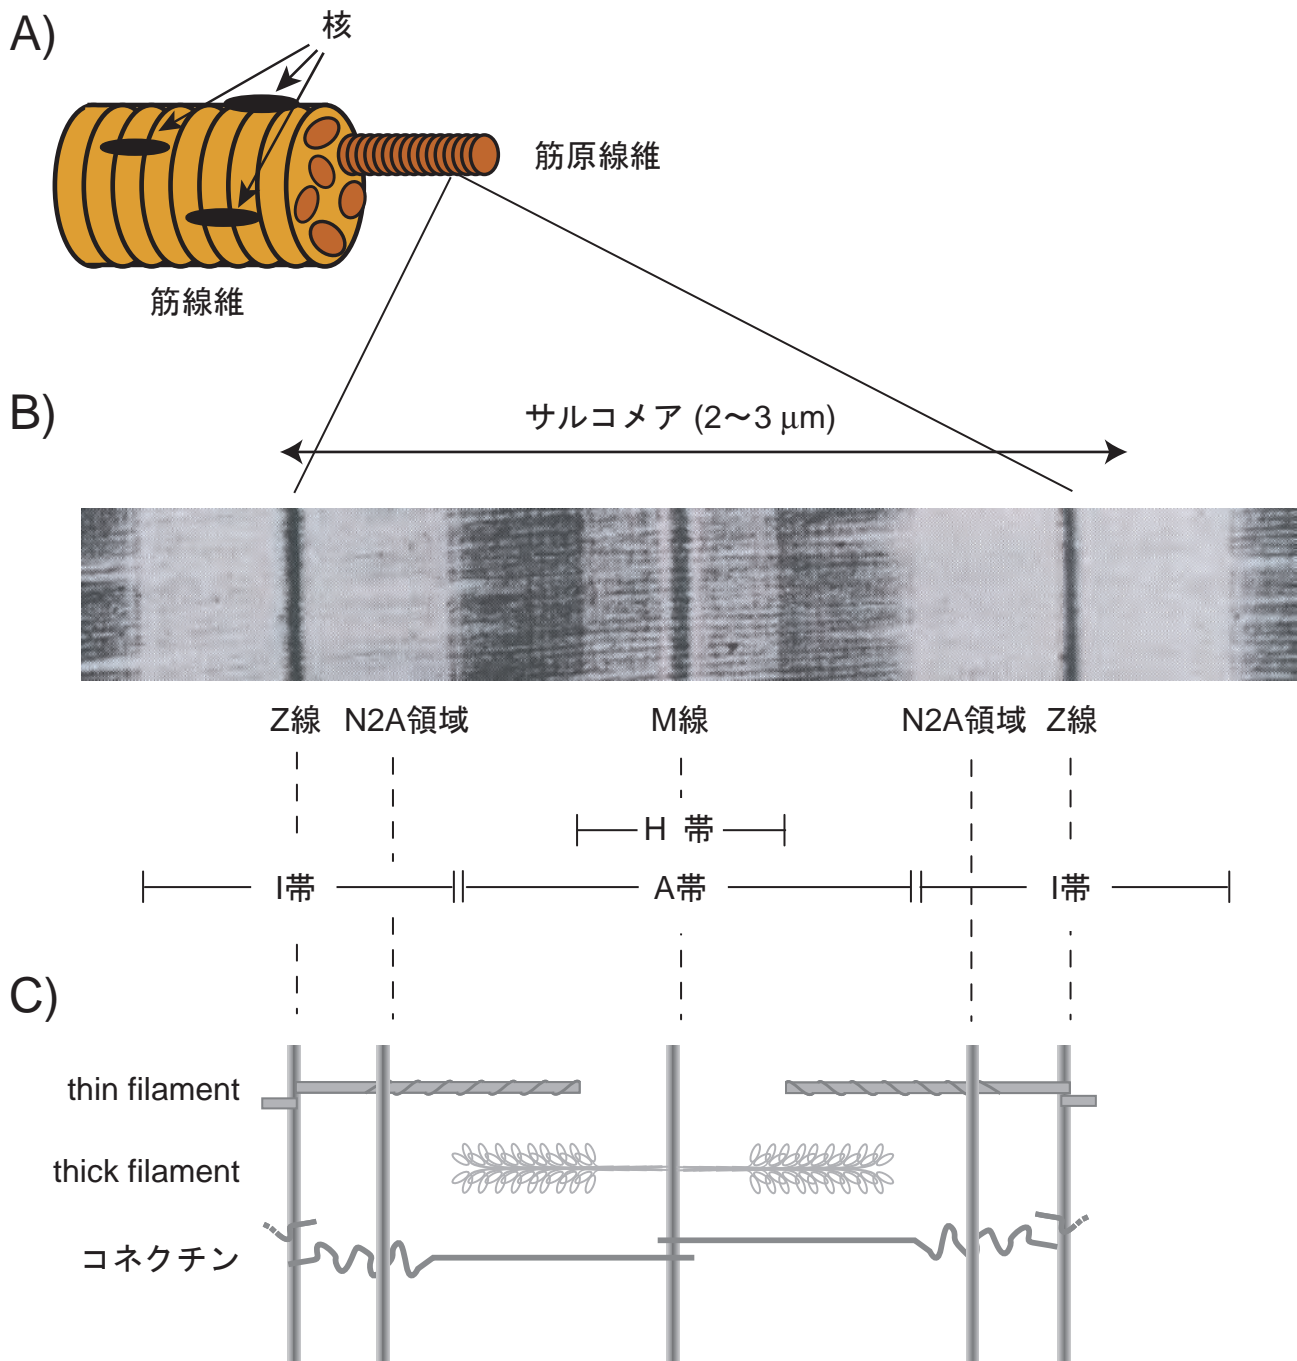 A)
核
筋原線維
筋線維
B)
サルコメア (2〜3 μm)
Z線 N2A領域 M線 N2A領域 Z線
H 帯
I帯 A帯 I帯
C)
thin filament
thick filament
コネクチン